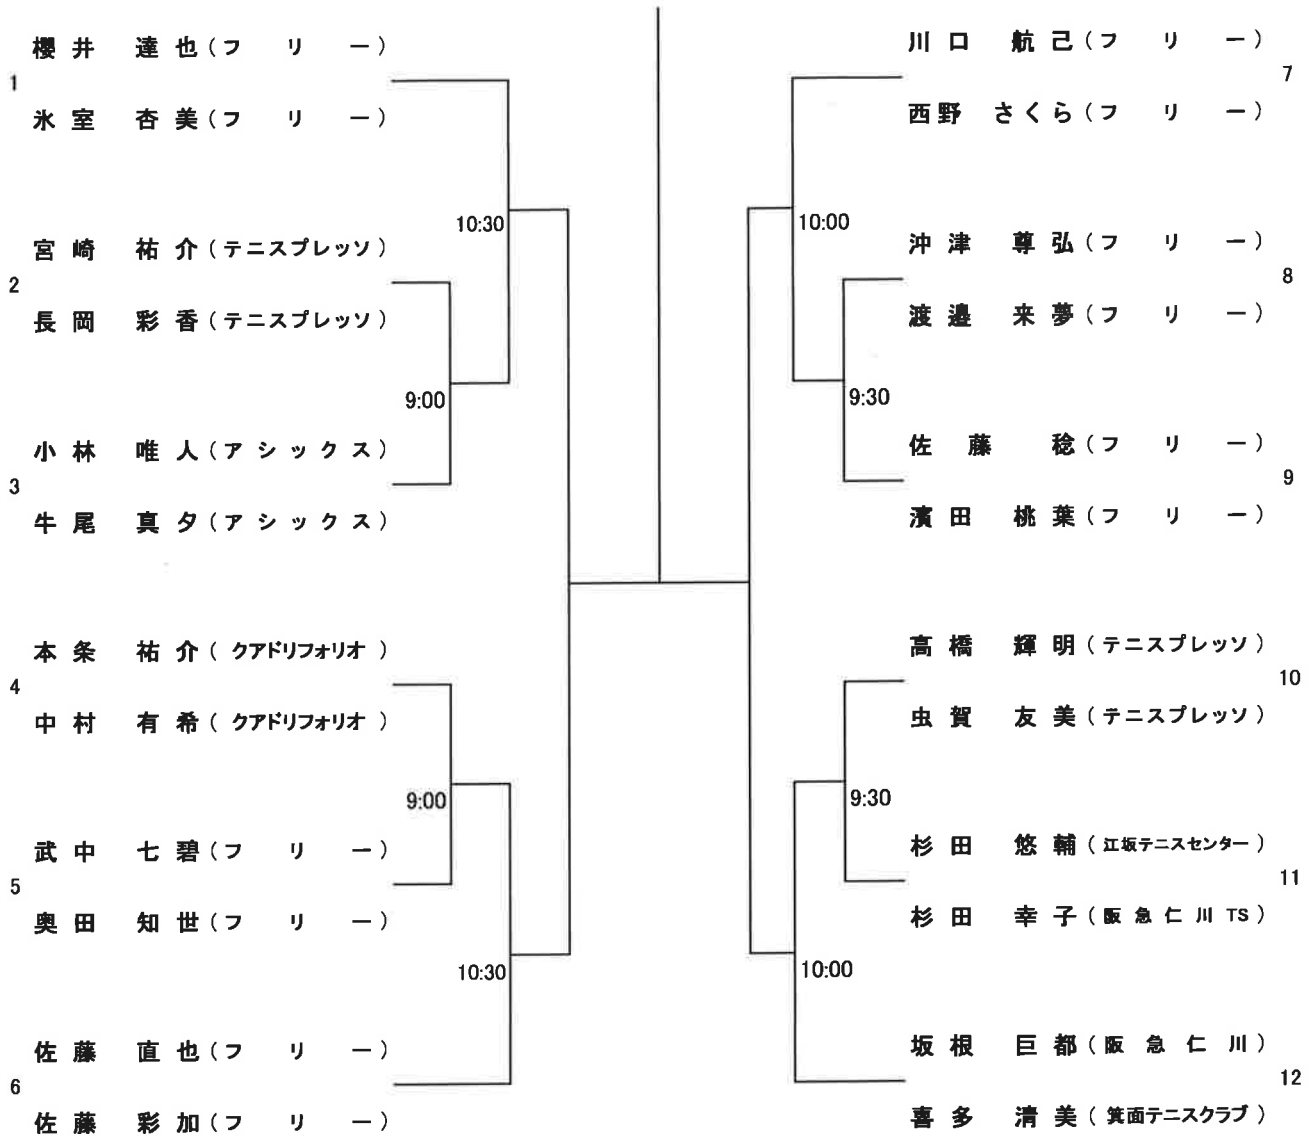 櫻井 達也(フリー)
1
氷室 杏美(フリー)
10:30
宮崎 祐介(テニスプレッソ)
2
長岡 彩香(テニスプレッソ)
9:00
小林 唯人(アシックス)
3
牛尾 真夕(アシックス)
本条 祐介(クアドリフォリオ)
4
中村 有希(クアドリフォリオ)
9:00
武中 七碧(フリー)
5
奥田 知世(フリー)
10:30
佐藤 直也(フリー)
6
佐藤 彩加(フリー)
川口 航己(フリー)
7
西野 さくら(フリー)
10:00
沖津 尊弘(フリー)
8
渡邉 来夢(フリー)
9:30
佐藤 稔(フリー)
9
濱田 桃葉(フリー)
高橋 輝明(テニスプレッソ)
10
虫賀 友美(テニスプレッソ)
9:30
杉田 悠輔(江坂テニスセンター)
11
杉田 幸子(阪急仁川TS)
10:00
坂根 巨都(阪急仁川)
12
喜多 清美(箕面テニスクラブ)